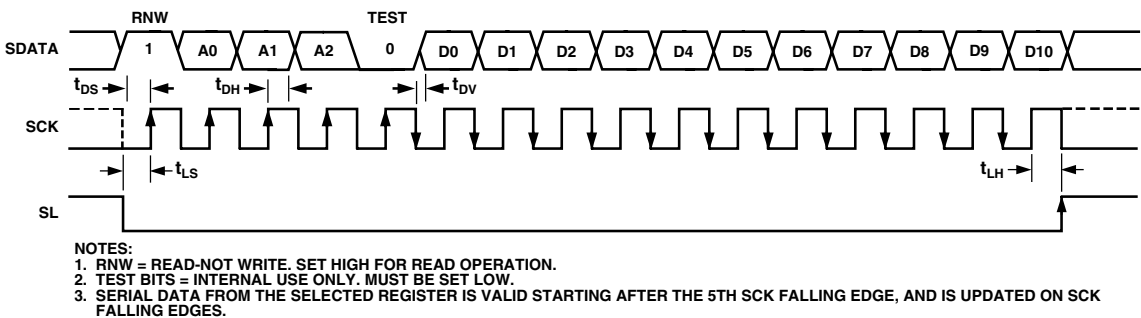 RNW TEST
SDATA 1 A0 A1 A2 0 D0 D1 D2 D3 D4 D5 D6 D7 D8 D9 D10
tDS tDH tDV
SCK
tLS tLH
SL
NOTES:
1. RNW = READ-NOT WRITE. SET HIGH FOR READ OPERATION.
2. TEST BITS = INTERNAL USE ONLY. MUST BE SET LOW.
3. SERIAL DATA FROM THE SELECTED REGISTER IS VALID STARTING AFTER THE 5TH SCK FALLING EDGE, AND IS UPDATED ON SCK
FALLING EDGES.